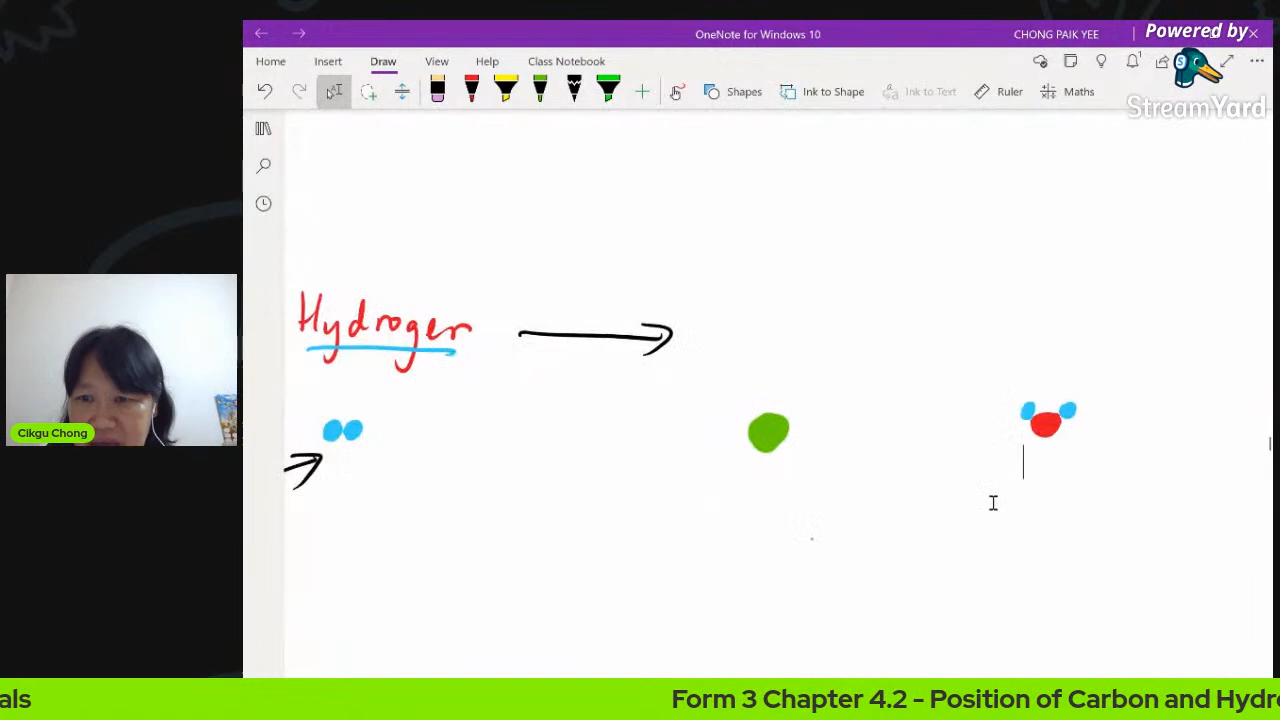 OneNote for Windows 10
CHONG PAIK YEE
Powered by
Home Insert Draw View Help Class Notebook
Shapes Ink to Shape Ink to Text Ruler Maths
StreamYard
Hydrogen
Cikgu Chong
als Form 3 Chapter 4.2 - Position of Carbon and Hydro